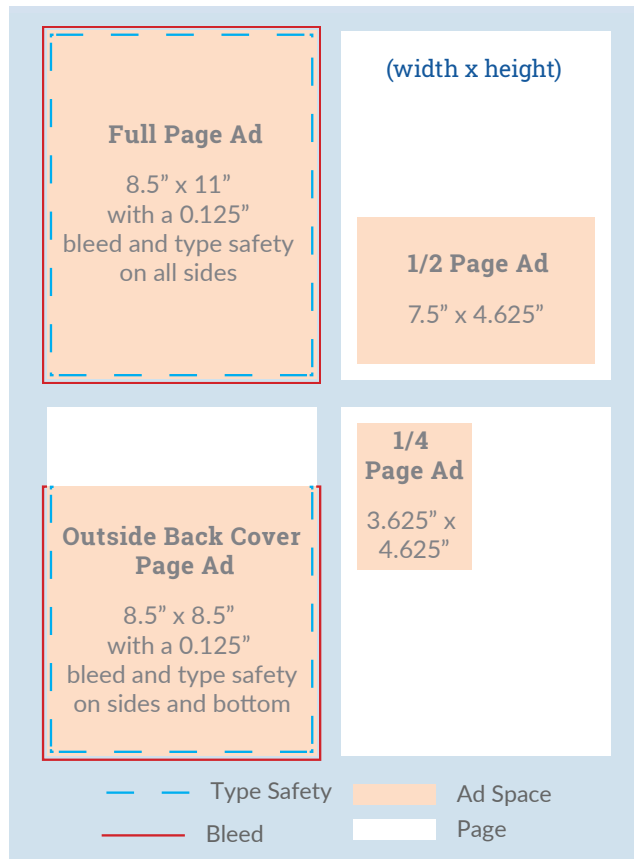 Full Page Ad
8.5” x 11”
with a 0.125”
bleed and type safety
on all sides
(width x height)
1/2 Page Ad
7.5” x 4.625”
Outside Back Cover
Page Ad
8.5” x 8.5”
with a 0.125”
bleed and type safety
on sides and bottom
1/4
Page Ad
3.625” x
4.625”
Type Safety
Ad Space
Bleed
Page